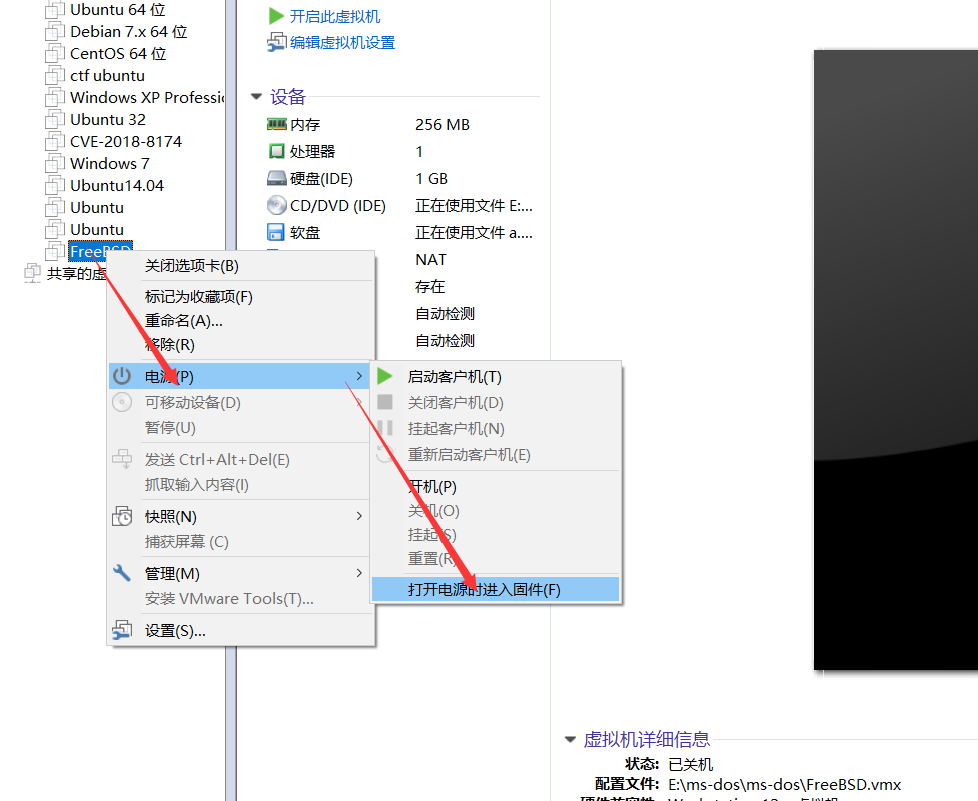 Ubuntu 64 位
Debian 7.x 64 位
CentOS 64 位
ctf ubuntu
Windows XP Professi
Ubuntu 32
CVE-2018-8174
Windows 7
Ubuntu14.04
Ubuntu
Ubuntu
FreeBSD
共享的虚
开启此虚拟机
编辑虚拟机设置
设备
内存 256 MB
处理器 1
硬盘(IDE) 1 GB
CD/DVD (IDE) 正在使用文件 E:...
软盘 正在使用文件 a....
NAT
存在
自动检测
自动检测
关闭选项卡(B)
标记为收藏项(F)
重命名(A)...
移除(R)
电源(P)
可移动设备(D)
暂停(U)
发送 Ctrl+Alt+Del(E)
抓取输入内容(I)
快照(N)
捕获屏幕 (C)
管理(M)
安装 VMware Tools(T)...
设置(S)...
启动客户机(T)
关闭客户机(D)
挂起客户机(N)
重新启动客户机(E)
开机(P)
关机(O)
挂起(S)
重置(R)
打开电源时进入固件(F)
虚拟机详细信息
状态: 已关机
配置文件: E:\ms-dos\ms-dos\FreeBSD.vmx